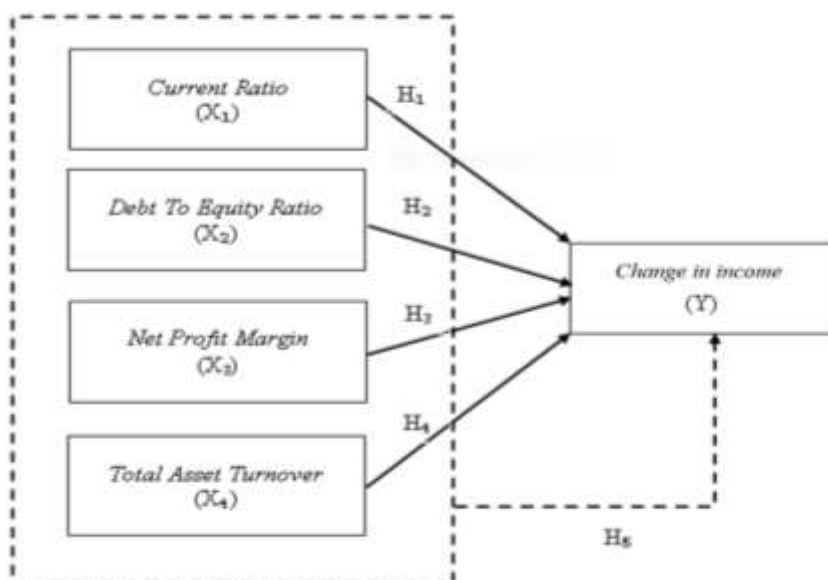 Current Ratio
(X₁)
H₁
Debt To Equity Ratio
(X₂)
H₂
Net Profit Margin
(X₃)
H₃
Total Asset Turnover
(X₄)
H₄
Change in income
(Y)
H₅